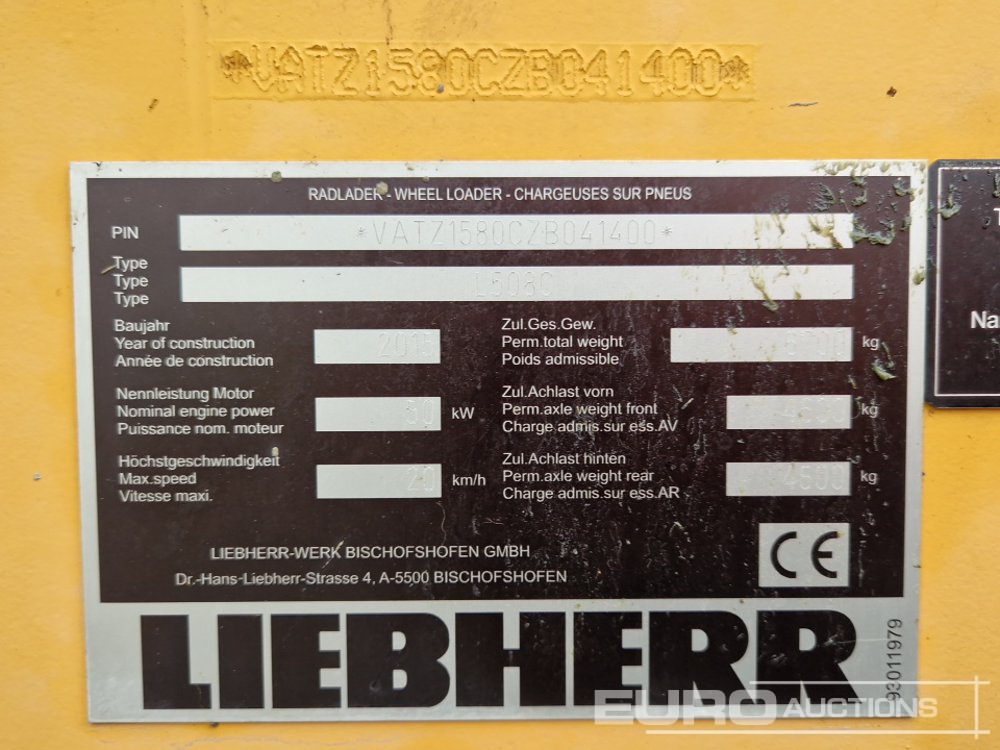 *VATZ1580CZB041400*
RADLADER - WHEEL LOADER - CHARGEUSES SUR PNEUS
PIN *VATZ1580CZB041400*
Type
Type L508C
Type
Baujahr
Year of construction 2015
Année de construction
Zul.Ges.Gew.
Perm.total weight kg
Poids admissible
Nennleistung Motor
Nominal engine power 50 kW
Puissance nom. moteur
Zul.Achlast vorn
Perm.axle weight front kg
Charge admis.sur ess.AV
Höchstgeschwindigkeit
Max.speed 20 km/h
Vitesse maxi.
Zul.Achlast hinten
Perm.axle weight rear 4500 kg
Charge admis.sur ess.AR
LIEBHERR-WERK BISCHOFSHOFEN GMBH
Dr.-Hans-Liebherr-Strasse 4, A-5500 BISCHOFSHOFEN
CE
LIEBHERR
93011979
Na
EURO AUCTIONS